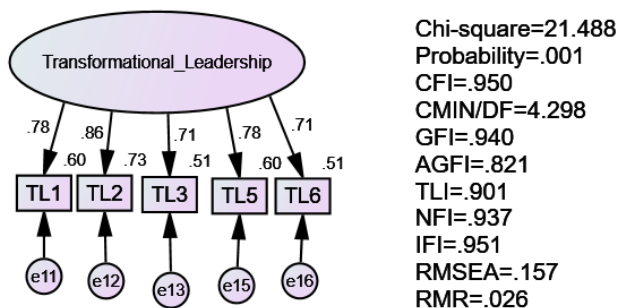 Transformational_Leadership
.78 .86 .71 .78 .71
.60 .73 .51 .60 .51
TL1 TL2 TL3 TL5 TL6
e11 e12 e13 e15 e16
Chi-square=21.488
Probability=.001
CFI=.950
CMIN/DF=4.298
GFI=.940
AGFI=.821
TLI=.901
NFI=.937
IFI=.951
RMSEA=.157
RMR=.026